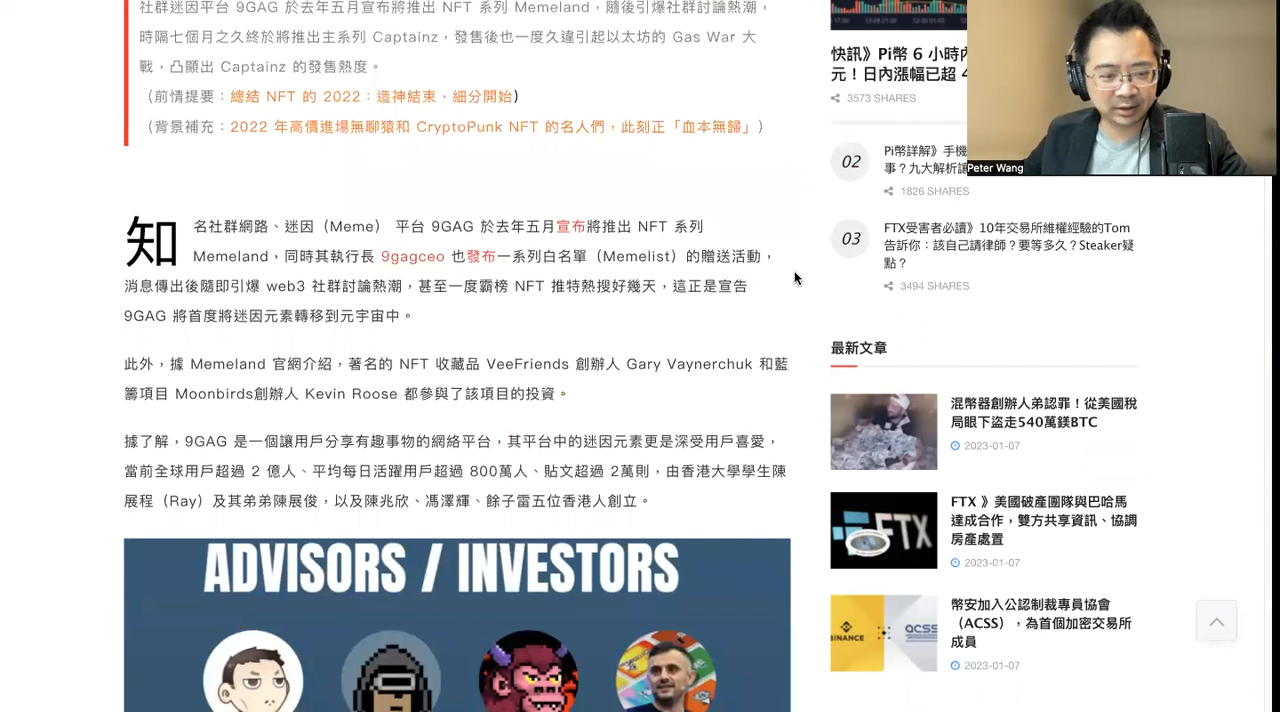 社群迷因平台 9GAG 於去年五月宣布將推出 NFT 系列 Memeland，隨後引爆社群討論熱潮，
時隔七個月之久終於將推出主系列 Captainz，發售後也一度久違引起以太坊的 Gas War 大
戰，凸顯出 Captainz 的發售熱度。
（前情提要：總結 NFT 的 2022：造神結束，細分開始)
（背景補充：2022 年高價進場無聊猿和 CryptoPunk NFT 的名人們，此刻正「血本無歸」）
知名社群網路、迷因（Meme） 平台 9GAG 於去年五月宣布將推出 NFT 系列
Memeland，同時其執行長 9gagceo 也發布一系列白名單（Memelist）的贈送活動，
消息傳出後隨即引爆 web3 社群討論熱潮，甚至一度霸榜 NFT 推特熱搜好幾天，這正是宣告
9GAG 將首度將迷因元素轉移到元宇宙中。
此外，據 Memeland 官網介紹，著名的 NFT 收藏品 VeeFriends 創辦人 Gary Vaynerchuk 和藍
籌項目 Moonbirds創辦人 Kevin Roose 都參與了該項目的投資。
據了解，9GAG 是一個讓用戶分享有趣事物的網絡平台，其平台中的迷因元素更是深受用戶喜愛，
當前全球用戶超過 2 億人、平均每日活躍用戶超過 800萬人、貼文超過 2萬則，由香港大學學生陳
展程（Ray）及其弟弟陳展俊，以及陳兆欣、馮澤輝、餘子雷五位香港人創立。
ADVISORS / INVESTORS
快訊》Pi幣 6 小時內
元！日內漲幅已超 4
3573 SHARES
02
Pi幣詳解》手機
事？九大解析讓
1826 SHARES
03
FTX受害者必讀》10年交易所維權經驗的Tom
告訴你：該自己請律師？要等多久？Steaker疑
點？
3494 SHARES
最新文章
混幣器創辦人弟認罪！從美國稅
局眼下盜走540萬鎂BTC
2023-01-07
FTX 》美國破產團隊與巴哈馬
達成合作，雙方共享資訊、協調
房產處置
2023-01-07
FTX
幣安加入公認制裁專員協會
（ACSS），為首個加密交易所
成員
2023-01-07
BINANCE
acss
Peter Wang